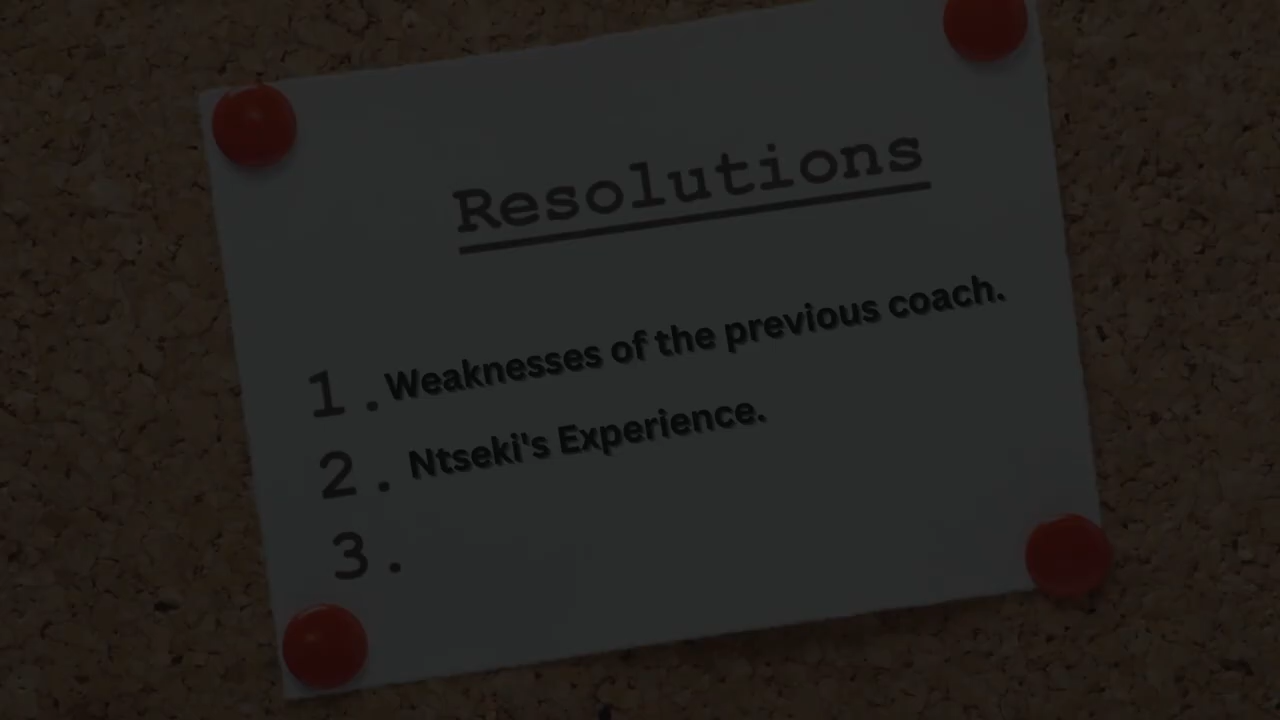 Resolutions
1. Weaknesses of the previous coach.
2. Ntseki's Experience.
3.